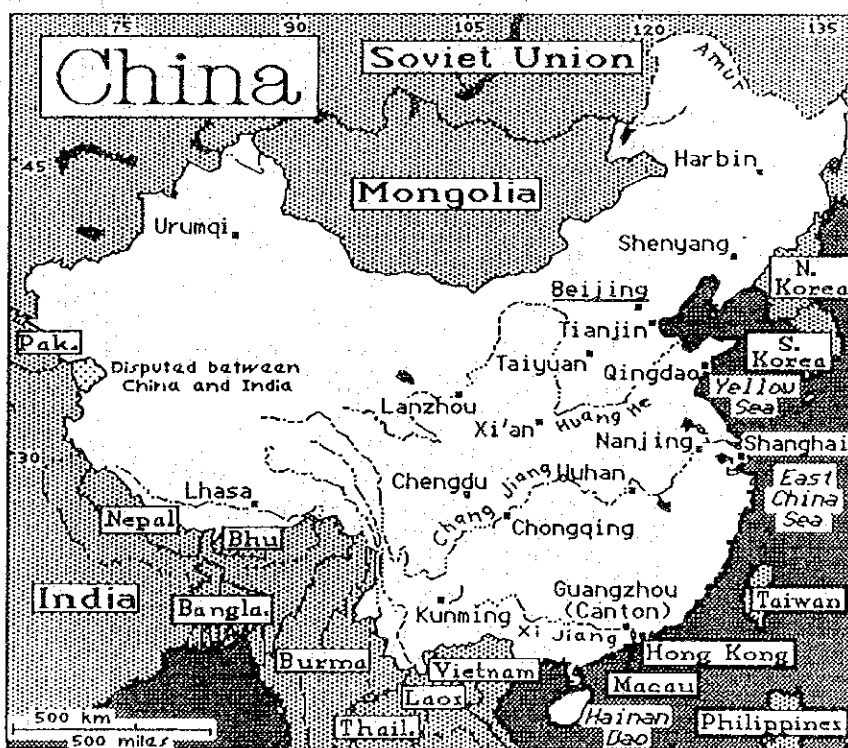 75 90 105 120 135
China
Soviet Union
Amur
45
Harbin
Mongolia
Urumqi
Shenyang
N.
Korea
Beijing
Tianjin
Pak.
S.
Korea
Taiyuan
Disputed between
China and India
Qingdao
Yellow
Sea
Lanzhou
Huang He
Xi'an
Nanjing
Shanghai
30
Chengdu
Wuhan
East
China
Sea
Lhasa
Chang Jiang
Nepal
Chongqing
Bhu
India
Bangla.
Kunming
Guangzhou
(Canton)
Taiwan
Xi Jiang
Burma
Vietnam
Hong Kong
Laos
Macau
Thail.
Hainan
Dao
Philippines
500 km
500 miles